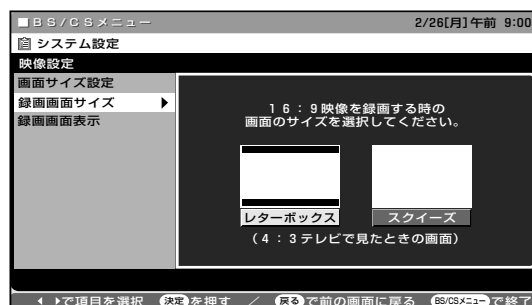 ■BS/CSメニュー 2/26[月]午前 9:00
システム設定
映像設定
画面サイズ設定
録画画面サイズ
録画画面表示
16：9映像を録画する時の
画面のサイズを選択してください。
レターボックス スクイーズ
(4：3テレビで見たときの画面)
で項目を選択 決定を押す ／ 戻るで前の画面に戻る BS/CSメニューで終了